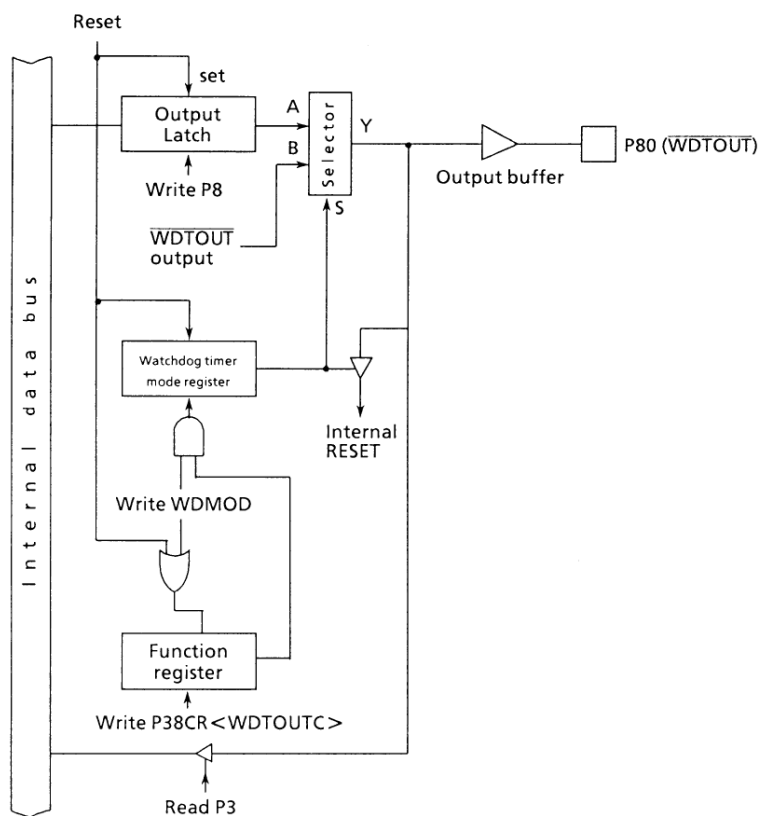 Reset
set
Output
Latch
A
B
Selector
Y
S
Write P8
Output buffer
P80 (WDTOUT)
WDTOUT
output
Internal data bus
Watchdog timer
mode register
Internal
RESET
Write WDMOD
Function
register
Write P38CR<WDTOUTC>
Read P3